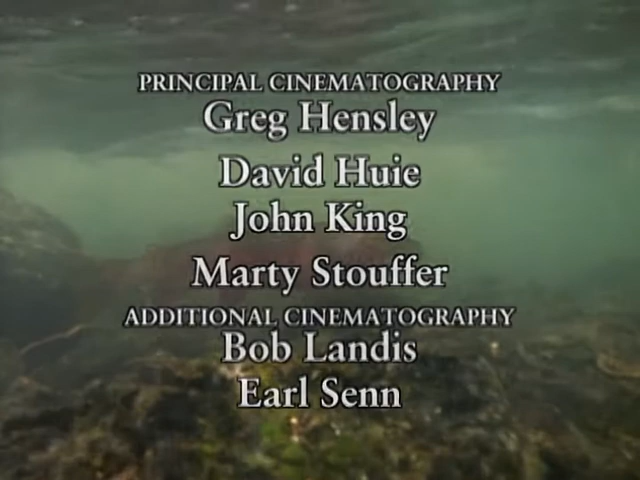 PRINCIPAL CINEMATOGRAPHY
Greg Hensley
David Huie
John King
Marty Stouffer
ADDITIONAL CINEMATOGRAPHY
Bob Landis
Earl Senn